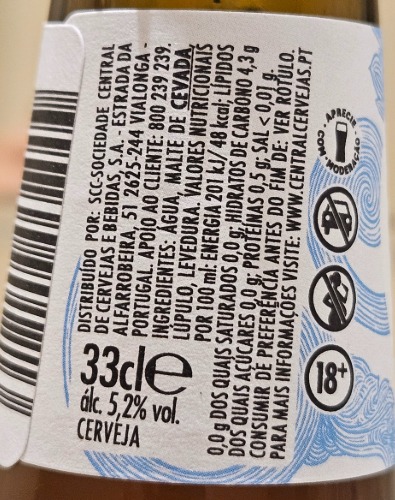 DISTRIBUÍDO POR: SCC-SOCIEDADE CENTRAL
DE CERVEJAS E BEBIDAS, S.A. - ESTRADA DA
ALFARROBEIRA, 51 2625-244 VIALONGA -
PORTUGAL. APOIO AO CLIENTE: 800 239 239.
INGREDIENTES: ÁGUA, MALTE DE CEVADA,
LÚPULO, LEVEDURA. VALORES NUTRICIONAIS
POR 100 ml: ENERGIA 201 kJ/ 48 kcal; LÍPIDOS
0,0 g DOS QUAIS SATURADOS 0,0 g; HIDRATOS DE CARBONO 4,3 g
DOS QUAIS AÇÚCARES 0,0 g; PROTEÍNAS 0,5 g; SAL < 0,01 g.
CONSUMIR DE PREFERÊNCIA ANTES DO FIM DE: VER RÓTULO.
PARA MAIS INFORMAÇÕES VISITE: WWW.CENTRALCERVEJAS.PT
33cl e
álc. 5,2% vol.
CERVEJA
APRECIE
COM MODERAÇÃO
18+